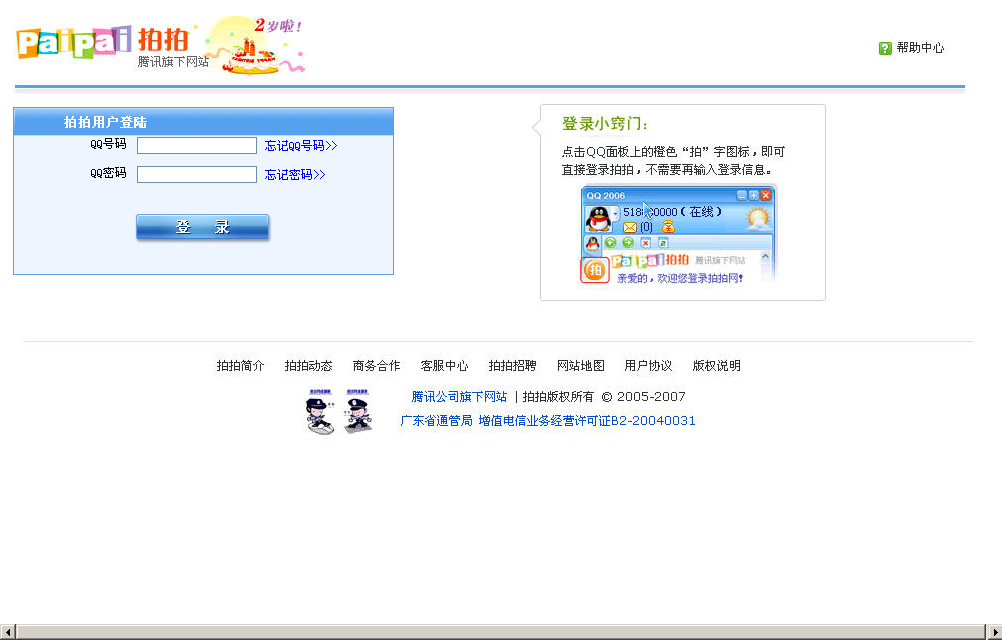 Paipai 拍拍
2岁啦!
腾讯旗下网站
? 帮助中心
拍拍用户登陆
QQ号码 忘记QQ号码>>
QQ密码 忘记密码>>
登 录
登录小窍门：
点击QQ面板上的橙色“拍”字图标，即可
直接登录拍拍，不需要再输入登录信息。
QQ 2006
0000 ( 在线 )
(0)
PaiPai拍拍 腾讯旗下网站
拍
亲爱的，欢迎您登录拍拍网!
拍拍简介 拍拍动态 商务合作 客服中心 拍拍招聘 网站地图 用户协议 版权说明
腾讯公司旗下网站 | 拍拍版权所有 © 2005-2007
广东省通管局 增值电信业务经营许可证B2-20040031